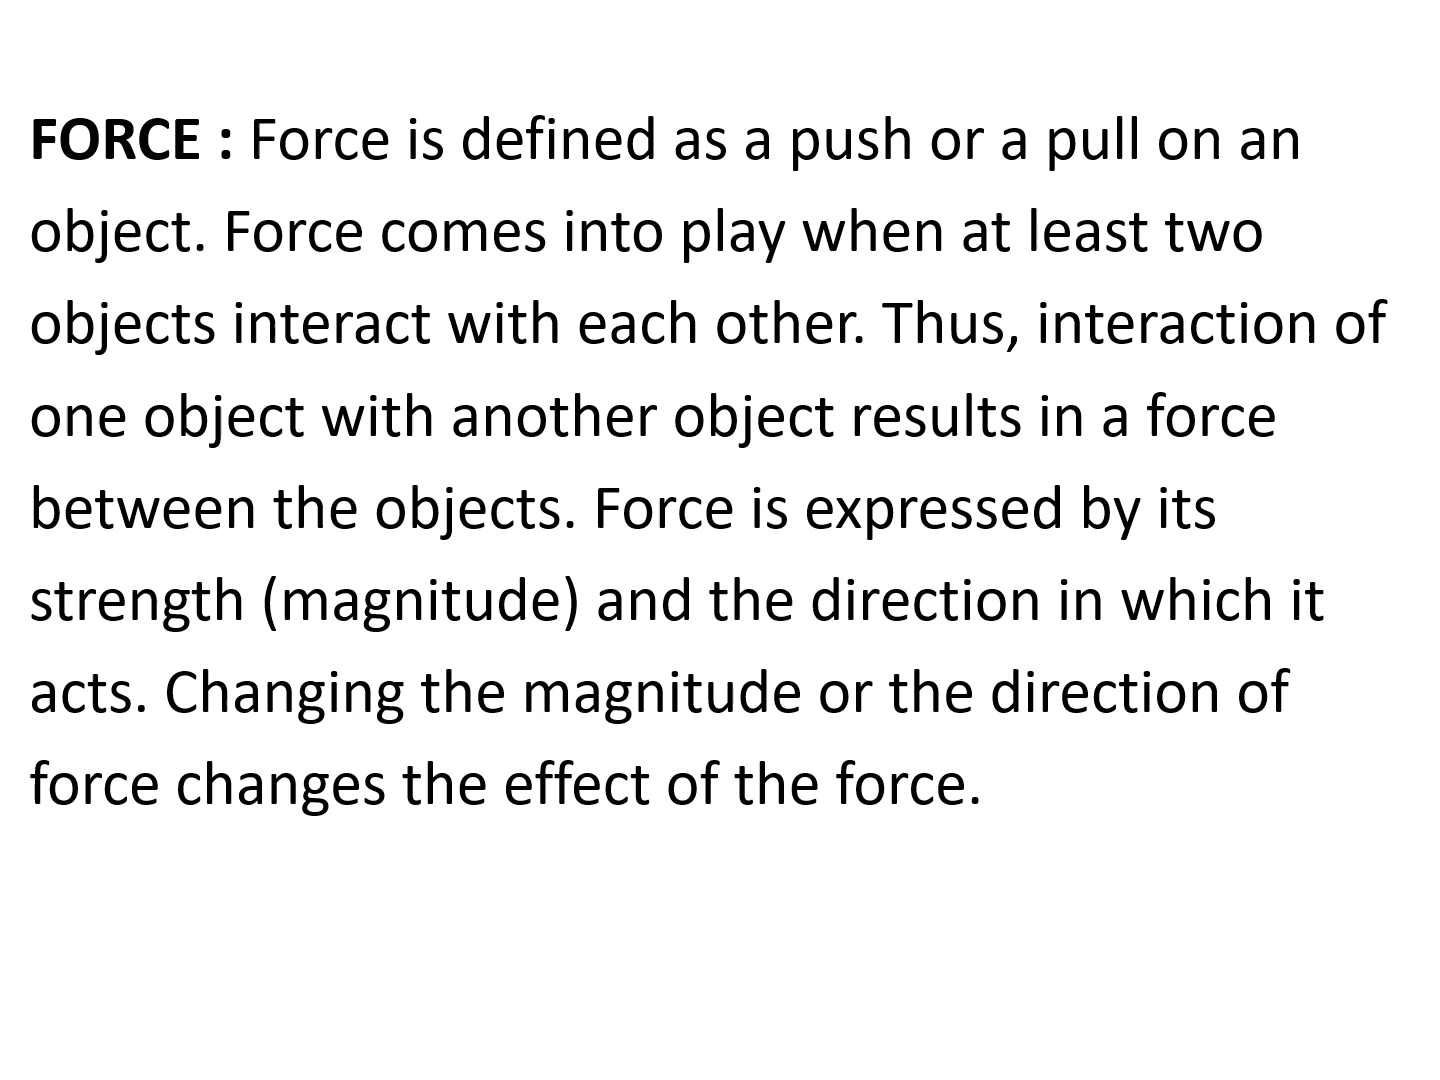 FORCE : Force is defined as a push or a pull on an
object. Force comes into play when at least two
objects interact with each other. Thus, interaction of
one object with another object results in a force
between the objects. Force is expressed by its
strength (magnitude) and the direction in which it
acts. Changing the magnitude or the direction of
force changes the effect of the force.